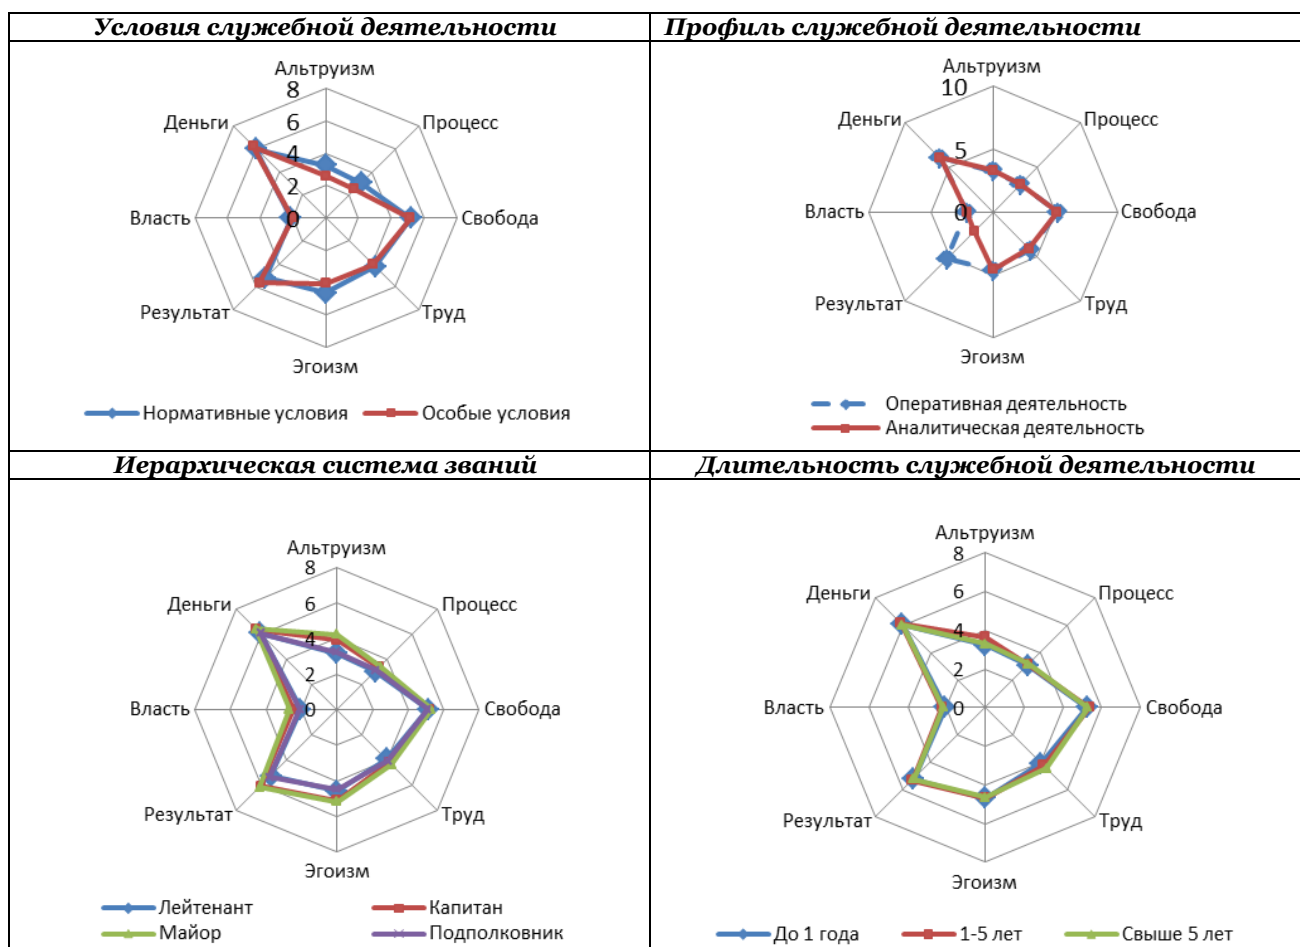 Условия служебной деятельности
Профиль служебной деятельности
Альтруизм
8
Процесс
Деньги
6
4
2
0
Власть
Свобода
Результат
Труд
Эгоизм
Нормативные условия
Особые условия
Альтруизм
10
Процесс
Деньги
5
0
Власть
Свобода
Результат
Труд
Эгоизм
Оперативная деятельность
Аналитическая деятельность
Иерархическая система званий
Длительность служебной деятельности
Альтруизм
8
Процесс
Деньги
6
4
2
0
Власть
Свобода
Результат
Труд
Эгоизм
Лейтенант
Капитан
Майор
Подполковник
Альтруизм
8
Процесс
Деньги
6
4
2
0
Власть
Свобода
Результат
Труд
Эгоизм
До 1 года
1-5 лет
Свыше 5 лет